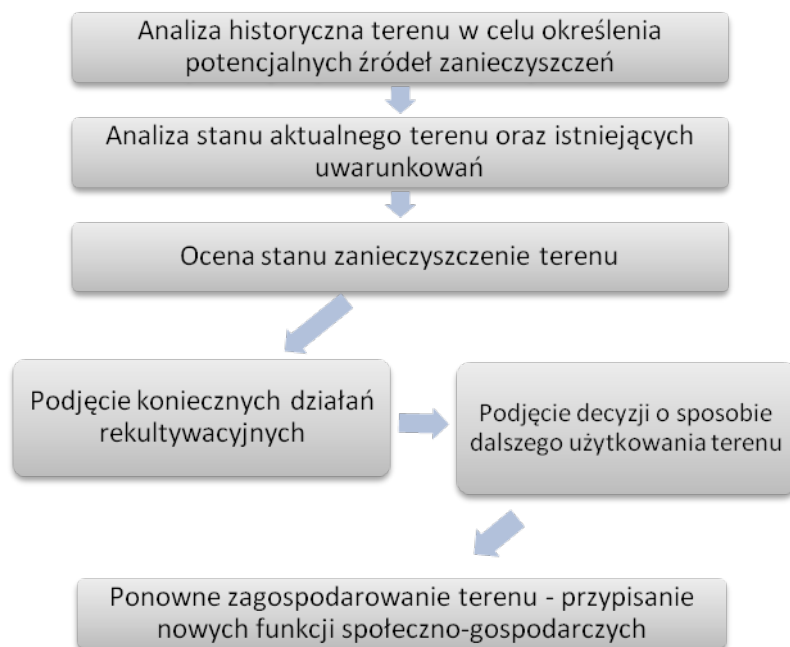 Analiza historyczna terenu w celu określenia
potencjalnych źródeł zanieczyszczeń
Analiza stanu aktualnego terenu oraz istniejących
uwarunkowań
Ocena stanu zanieczyszczenie terenu
Podjęcie koniecznych działań
rekultywacyjnych
Podjęcie decyzji o sposobie
dalszego użytkowania terenu
Ponowne zagospodarowanie terenu - przypisanie
nowych funkcji społeczno-gospodarczych